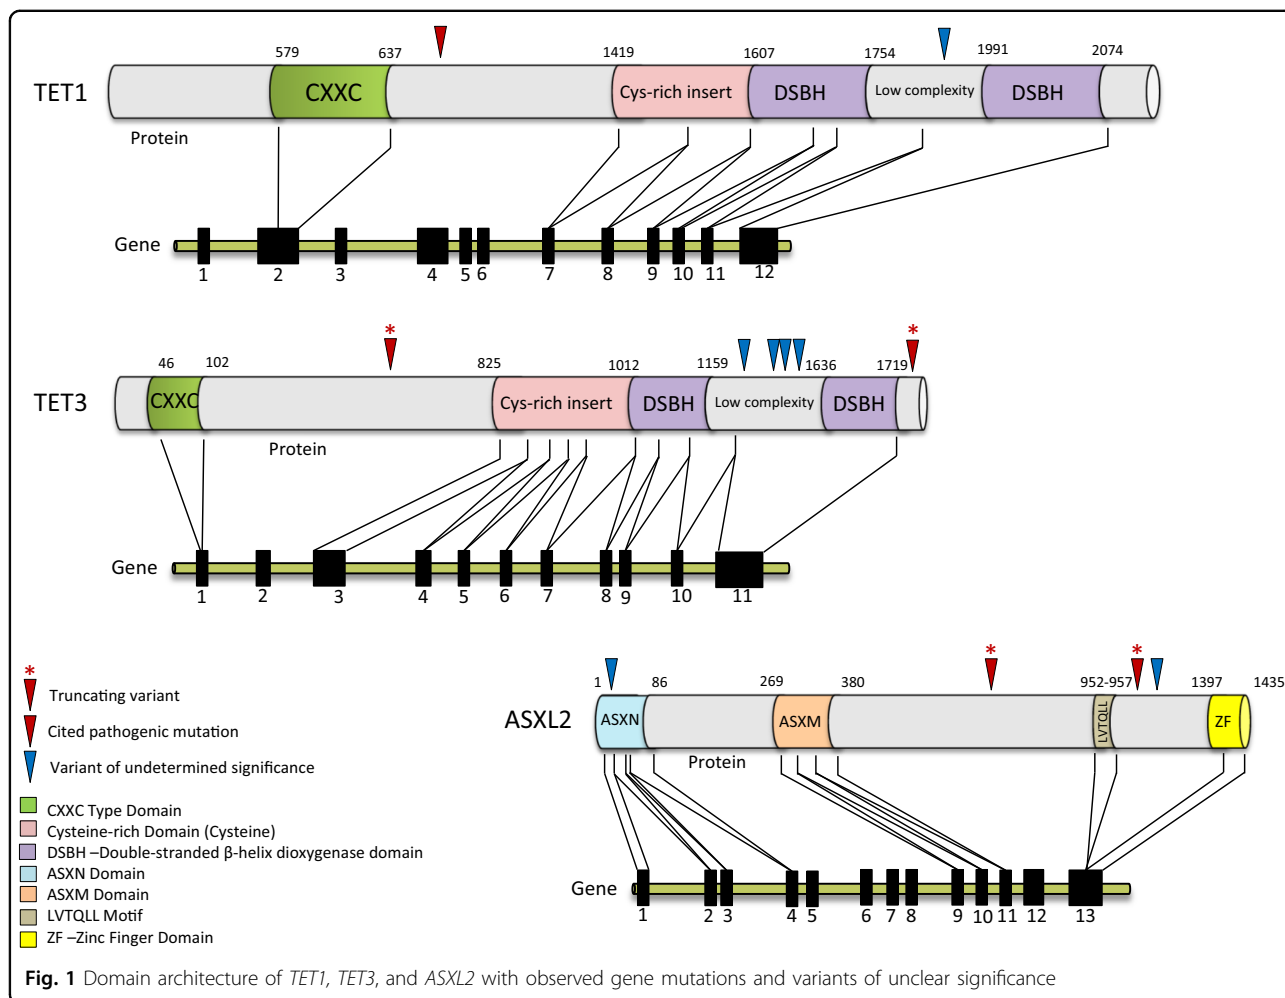 579 637 1419 1607 1754 1991 2074
TET1 CXXC Cys-rich insert DSBH Low complexity DSBH
Protein
Gene
1 2 3 4 5 6 7 8 9 10 11 12
* *
46 102 825 1012 1159 1636 1719
TET3 CXXC Cys-rich insert DSBH Low complexity DSBH
Protein
Gene
1 2 3 4 5 6 7 8 9 10 11
* *
1 86 269 380 952-957 1397 1435
ASXL2 ASXN ASXM LVTQLL ZF
Protein
Gene
1 2 3 4 5 6 7 8 9 10 11 12 13
*
Truncating variant
Cited pathogenic mutation
Variant of undetermined significance
CXXC Type Domain
Cysteine-rich Domain (Cysteine)
DSBH –Double-stranded β-helix dioxygenase domain
ASXN Domain
ASXM Domain
LVTQLL Motif
ZF –Zinc Finger Domain
Fig. 1 Domain architecture of TET1, TET3, and ASXL2 with observed gene mutations and variants of unclear significance